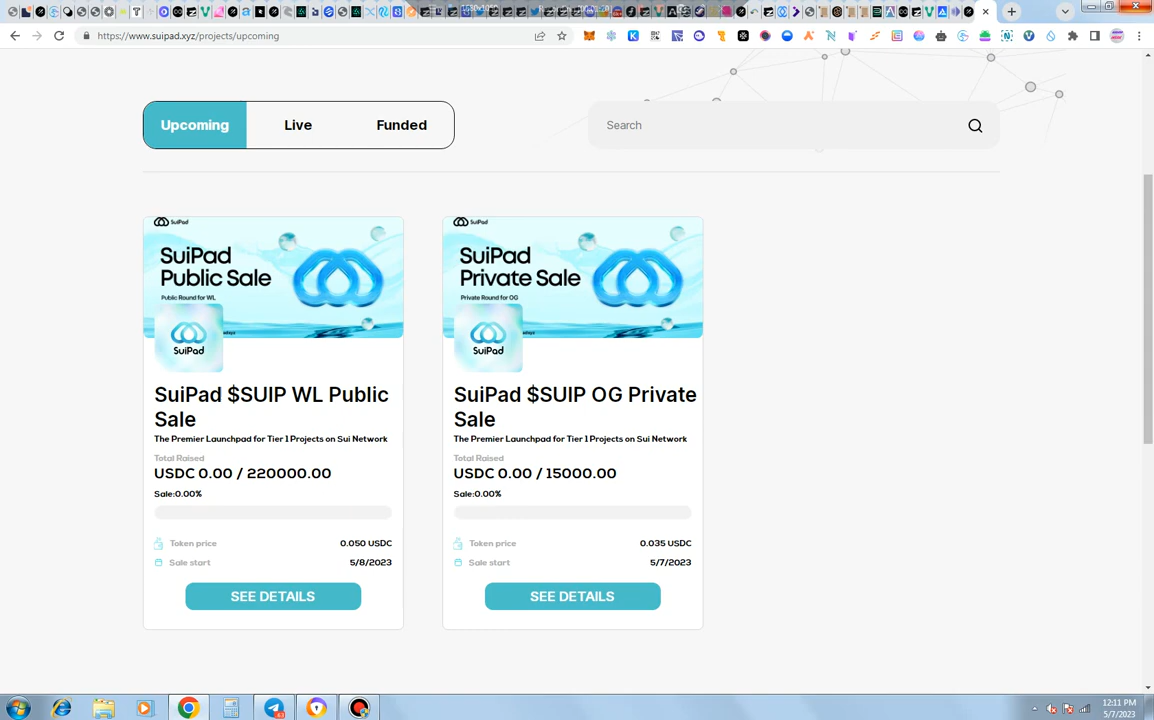 https://www.suipad.xyz/projects/upcoming
Upcoming
Live
Funded
Search
SuiPad
SuiPad
Public Sale
Public Round for WL
SuiPad
SuiPad $SUIP WL Public
Sale
The Premier Launchpad for Tier 1 Projects on Sui Network
Total Raised
USDC 0.00 / 220000.00
Sale:0.00%
Token price
0.050 USDC
Sale start
5/8/2023
SEE DETAILS
SuiPad
SuiPad
Private Sale
Private Round for OG
SuiPad
SuiPad $SUIP OG Private
Sale
The Premier Launchpad for Tier 1 Projects on Sui Network
Total Raised
USDC 0.00 / 15000.00
Sale:0.00%
Token price
0.035 USDC
Sale start
5/7/2023
SEE DETAILS
12:11 PM
5/7/2023